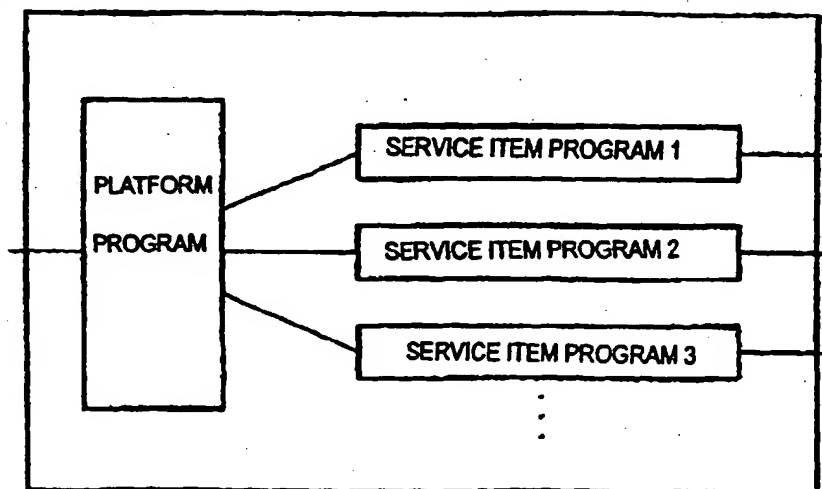 PLATFORM
PROGRAM
SERVICE ITEM PROGRAM 1
SERVICE ITEM PROGRAM 2
SERVICE ITEM PROGRAM 3